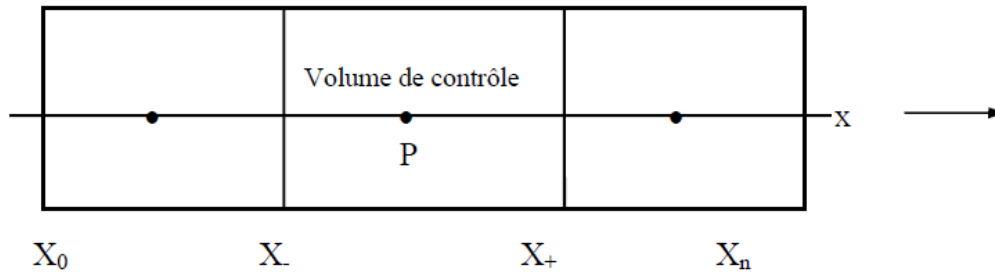 Volume de contrôle
x
P
X₀ X₋ X₊ Xₙ